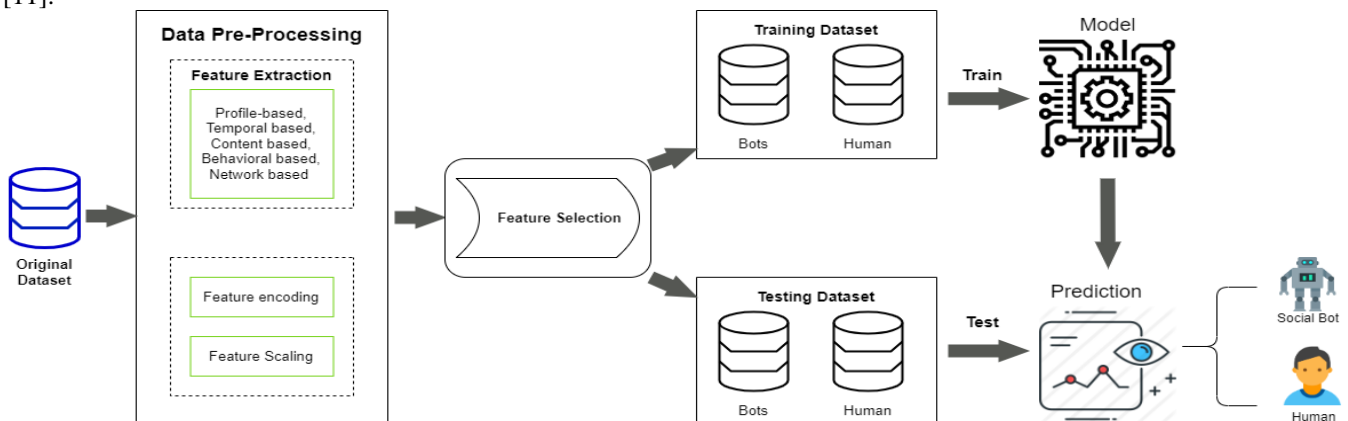 [11].
Data Pre-Processing
Feature Extraction
Profile-based,
Temporal based,
Content based,
Behavioral based,
Network based
Feature encoding
Feature Scaling
Original
Dataset
Feature Selection
Training Dataset
Bots
Human
Train
Model
Testing Dataset
Bots
Human
Test
Prediction
Social Bot
Human